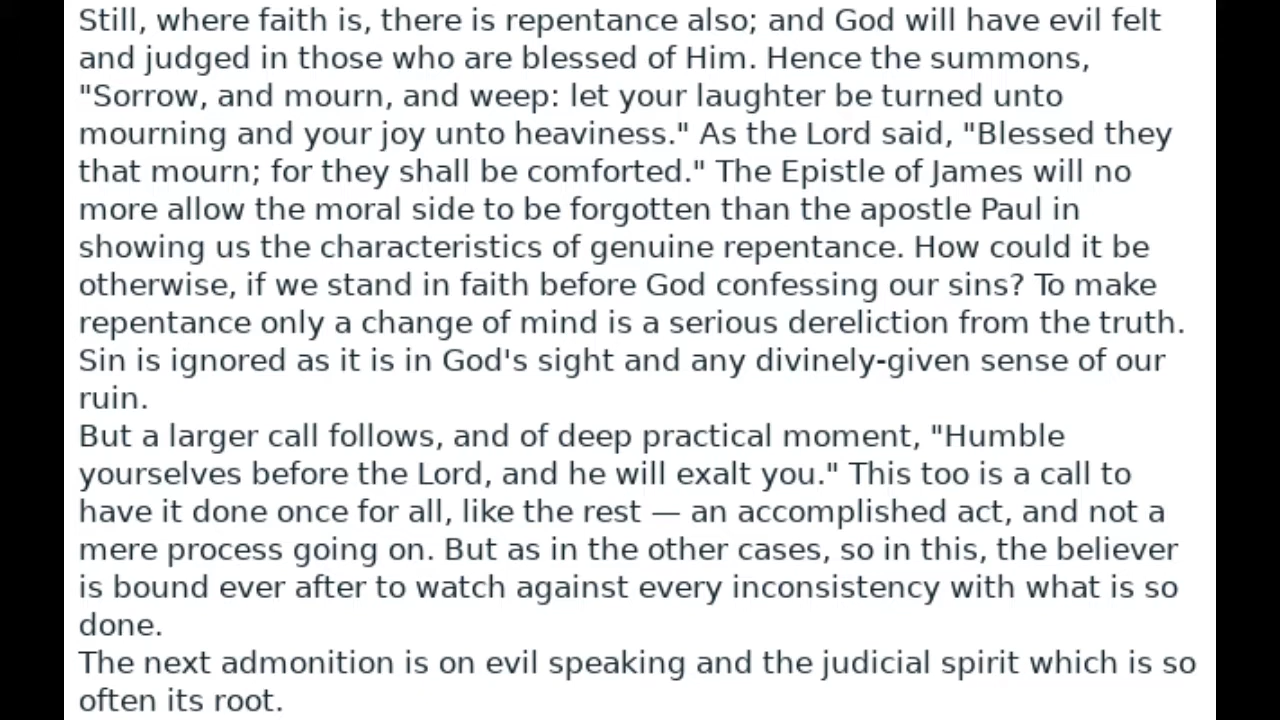 Still, where faith is, there is repentance also; and God will have evil felt
and judged in those who are blessed of Him. Hence the summons,
"Sorrow, and mourn, and weep: let your laughter be turned unto
mourning and your joy unto heaviness." As the Lord said, "Blessed they
that mourn; for they shall be comforted." The Epistle of James will no
more allow the moral side to be forgotten than the apostle Paul in
showing us the characteristics of genuine repentance. How could it be
otherwise, if we stand in faith before God confessing our sins? To make
repentance only a change of mind is a serious dereliction from the truth.
Sin is ignored as it is in God's sight and any divinely-given sense of our
ruin.
But a larger call follows, and of deep practical moment, "Humble
yourselves before the Lord, and he will exalt you." This too is a call to
have it done once for all, like the rest — an accomplished act, and not a
mere process going on. But as in the other cases, so in this, the believer
is bound ever after to watch against every inconsistency with what is so
done.
The next admonition is on evil speaking and the judicial spirit which is so
often its root.